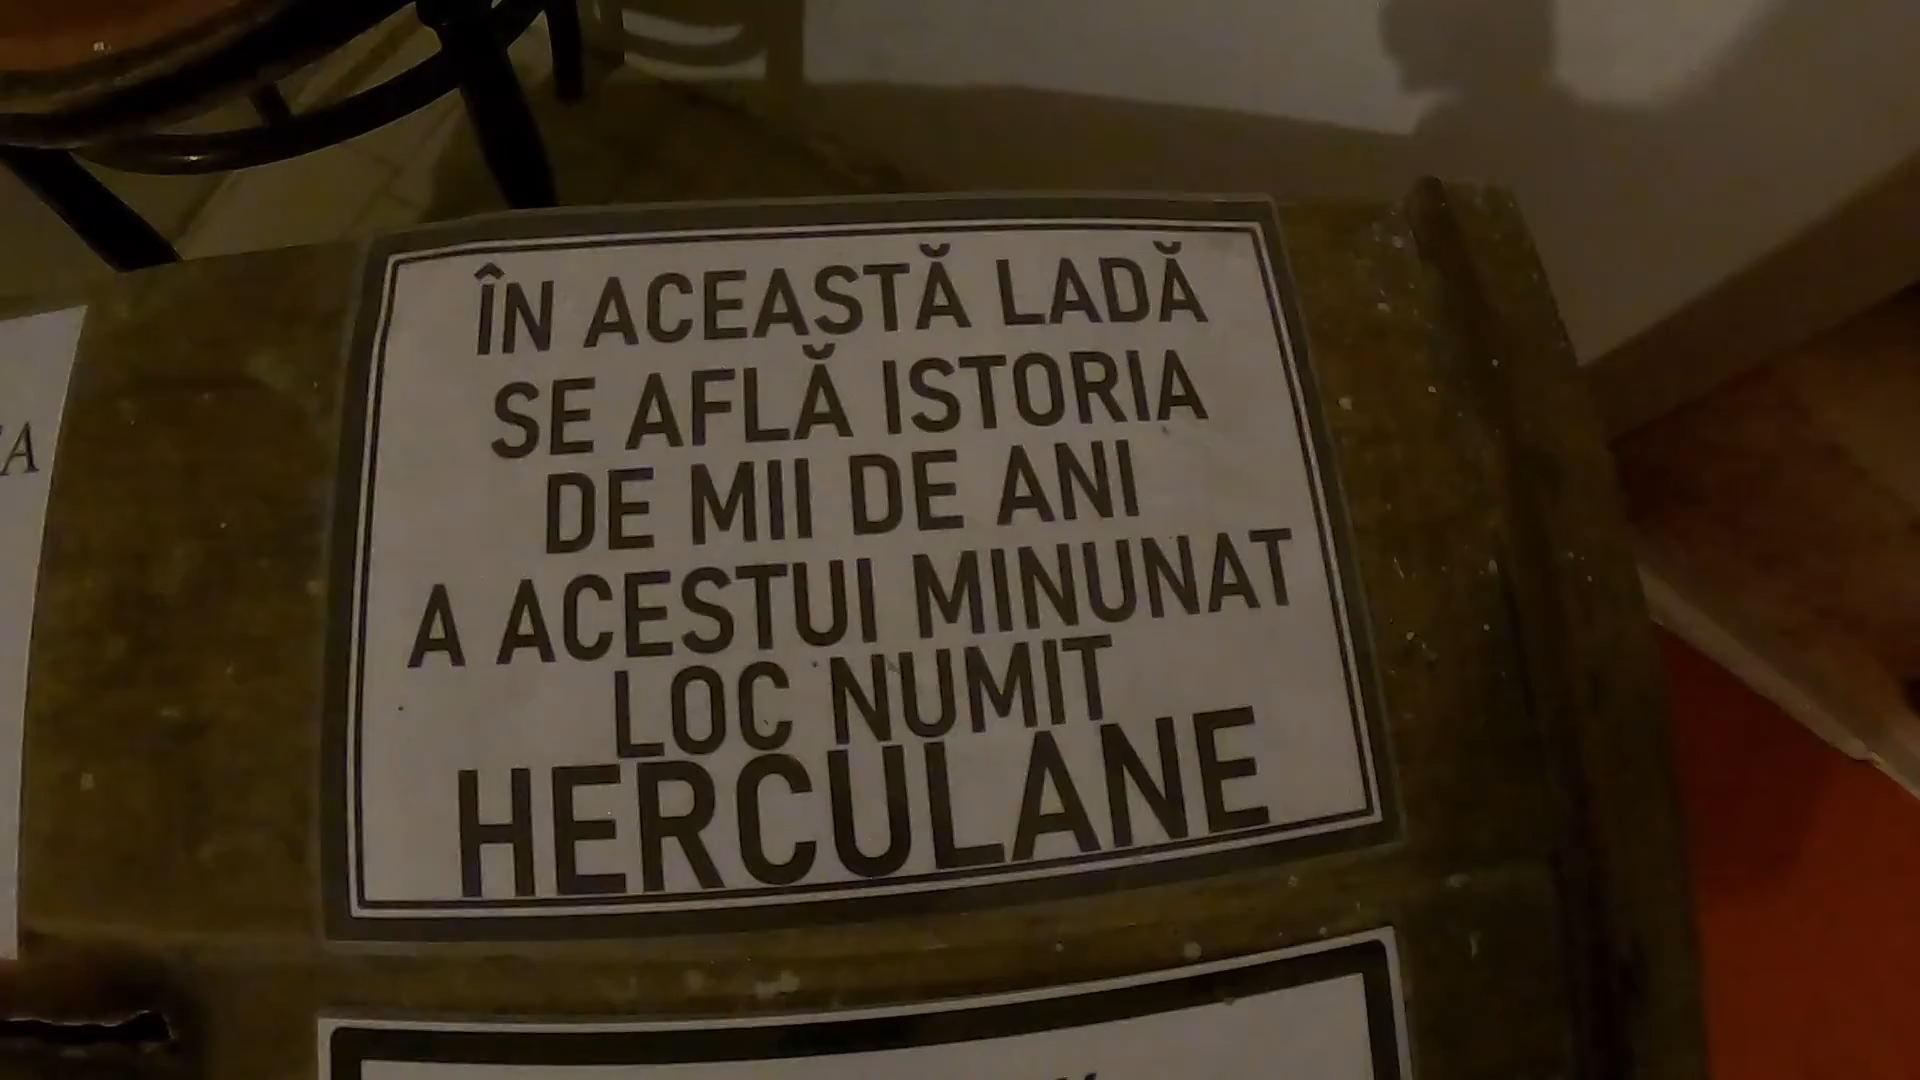 ÎN ACEASTĂ LADĂ
SE AFLĂ ISTORIA
DE MII DE ANI
A ACESTUI MINUNAT
LOC NUMIT
HERCULANE